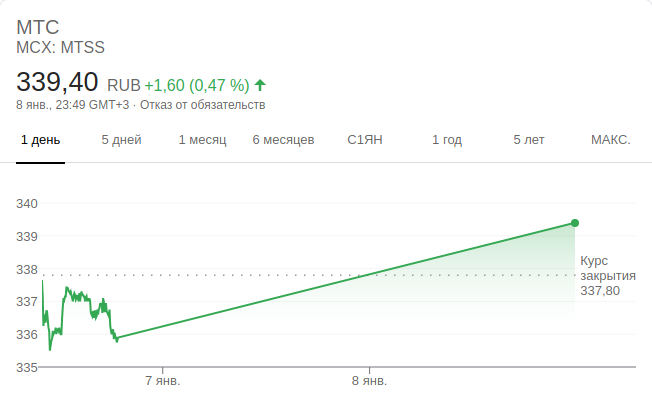 МТС
MCX: MTSS
339,40 RUB +1,60 (0,47 %)
8 янв., 23:49 GMT+3 · Отказ от обязательств
1 день 5 дней 1 месяц 6 месяцев С1ЯН 1 год 5 лет МАКС.
340
339
338
337
336
335
Курс
закрытия
337,80
7 янв. 8 янв.